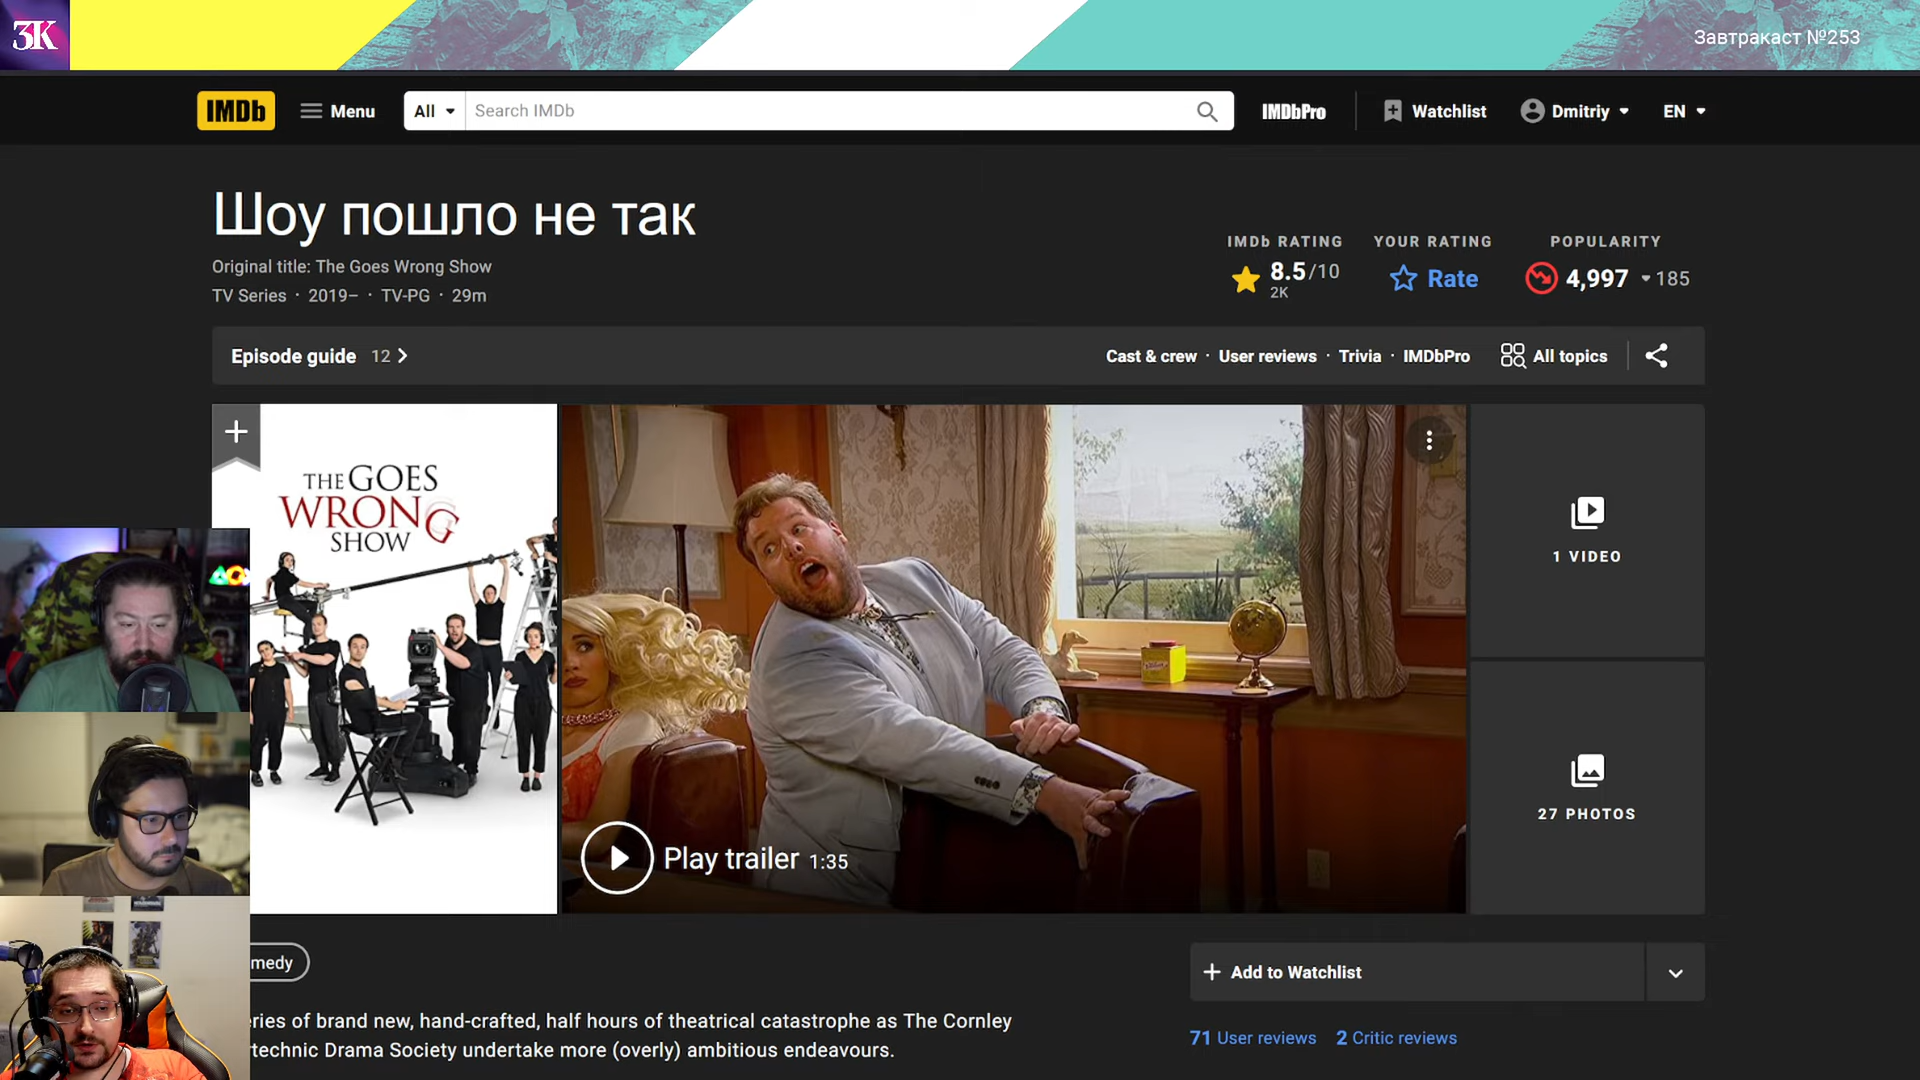 ЗК
Завтракаст №253
IMDb
Menu
All
Search IMDb
IMDbPro
Watchlist
Dmitriy
EN
Шоу пошло не так
Original title: The Goes Wrong Show
TV Series · 2019– · TV-PG · 29m
IMDb RATING
8.5/10
2K
YOUR RATING
Rate
POPULARITY
4,997
185
Episode guide 12
Cast & crew · User reviews · Trivia · IMDbPro
All topics
THE GOES
WRONG
SHOW
Play trailer 1:35
1 VIDEO
27 PHOTOS
medy
Add to Watchlist
ries of brand new, hand-crafted, half hours of theatrical catastrophe as The Cornley
technic Drama Society undertake more (overly) ambitious endeavours.
71 User reviews 2 Critic reviews